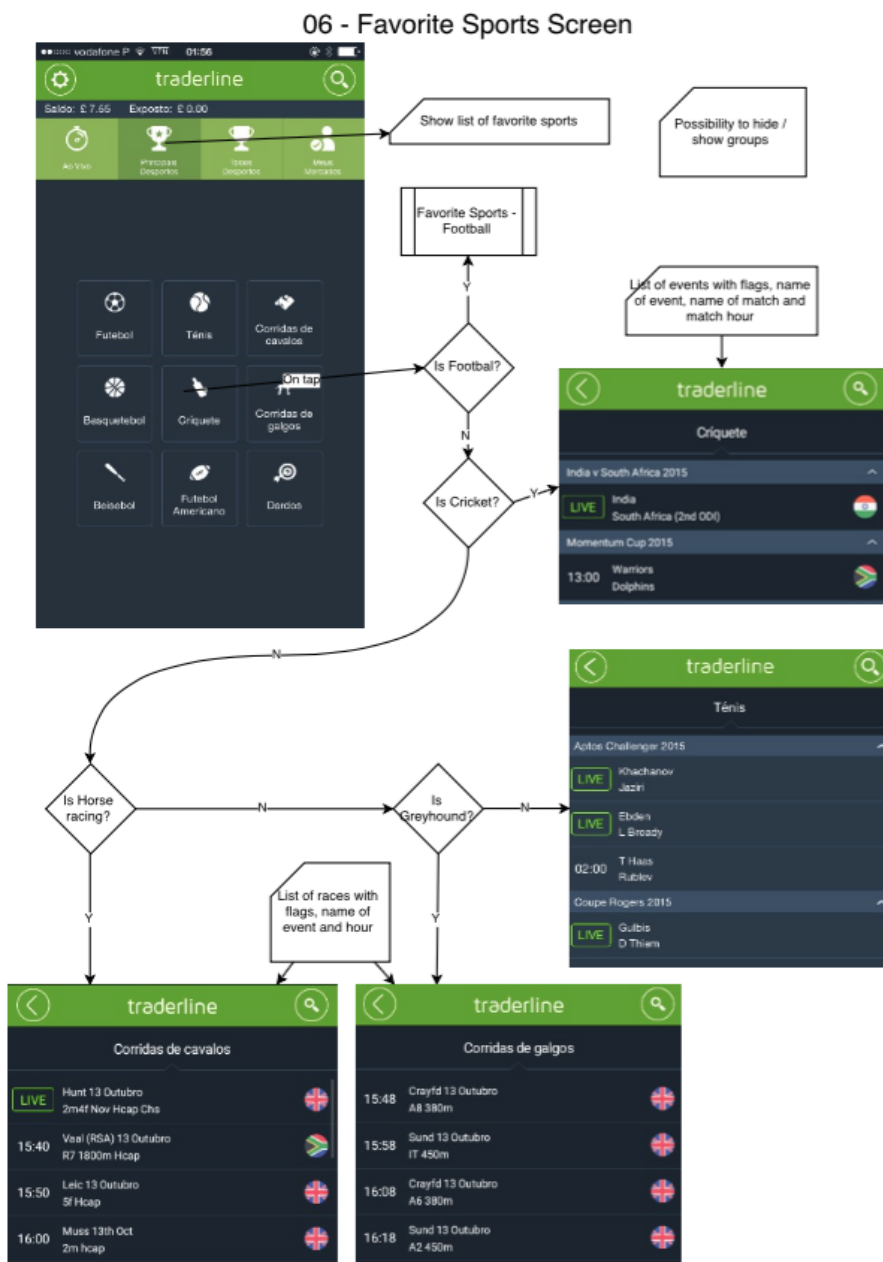 06 - Favorite Sports Screen
vodafone P
VPN
01:56
traderline
Saldo: £ 7.65 Exposto: £ 0.00
Ao Vivo
Principais
Desportos
Todos
Desportos
Meus
Mercados
Show list of favorite sports
Possibility to hide /
show groups
Favorite Sports -
Football
List of events with flags, name
of event, name of match and
match hour
Y
Futebol
Ténis
Corridas de
cavalos
Is Footbal?
On tap
Basquetebol
Críquete
Corridas de
galgos
N
Beisebol
Futebol
Americano
Dardos
Is Cricket?
Y
traderline
Críquete
India v South Africa 2015
LIVE
India
South Africa (2nd ODI)
Momentum Cup 2015
13:00
Warriors
Dolphins
N
traderline
Ténis
Aptos Challenger 2015
LIVE
Khachanov
Jaziri
LIVE
Ebden
L Broady
02:00
T Haas
Rublev
Coupe Rogers 2015
LIVE
Gulbis
D Thiem
Is Horse
racing?
N
Is
Greyhound?
N
List of races with
flags, name of
event and hour
Y
Y
traderline
Corridas de cavalos
LIVE
Hunt 13 Outubro
2m4f Nov Hcap Chs
15:40
Vaal (RSA) 13 Outubro
R7 1800m Hcap
15:50
Leic 13 Outubro
5f Hcap
16:00
Muss 13th Oct
2m hcap
traderline
Corridas de galgos
15:48
Crayfd 13 Outubro
A8 380m
15:58
Sund 13 Outubro
IT 450m
16:08
Crayfd 13 Outubro
A6 380m
16:18
Sund 13 Outubro
A2 450m